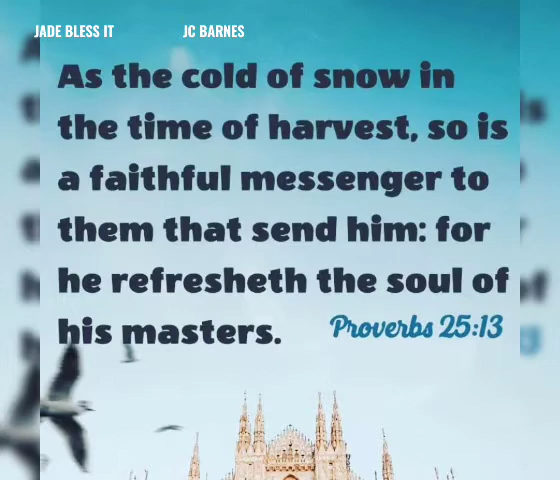 JADE BLESS IT JC BARNES
As the cold of snow in
the time of harvest, so is
a faithful messenger to
them that send him: for
he refresheth the soul of
his masters.
Proverbs 25:13